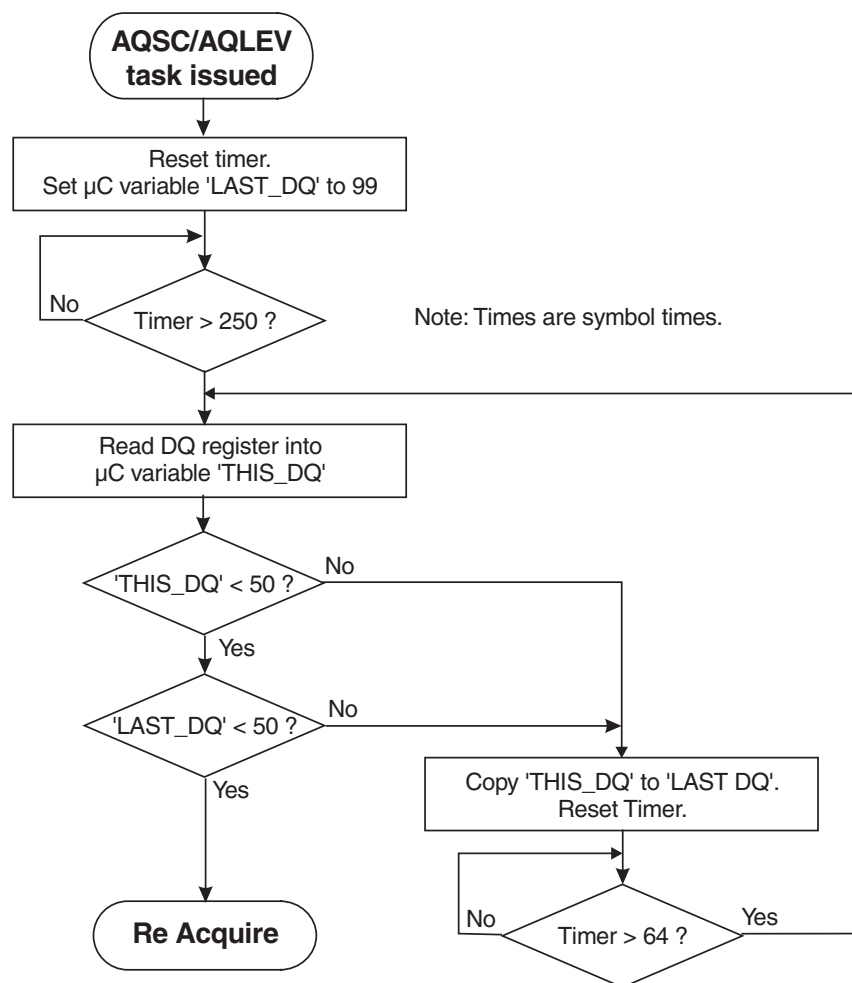 AQSC/AQLEV
task issued
Reset timer.
Set µC variable 'LAST_DQ' to 99
No
Timer > 250 ?
Note: Times are symbol times.
Read DQ register into
µC variable 'THIS_DQ'
'THIS_DQ' < 50 ?
No
Yes
'LAST_DQ' < 50 ?
No
Yes
Copy 'THIS_DQ' to 'LAST DQ'.
Reset Timer.
Re Acquire
No
Timer > 64 ?
Yes